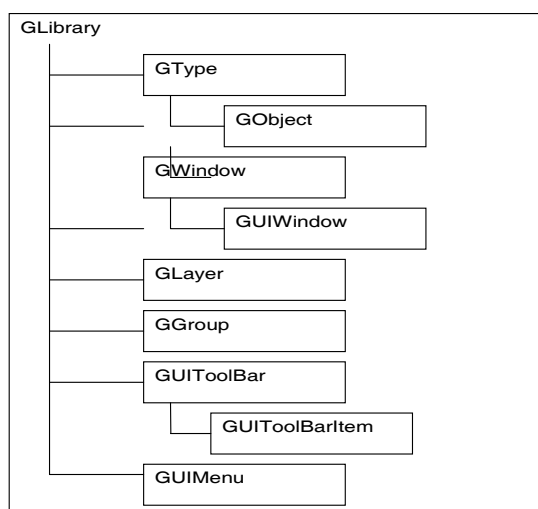 GLibrary
GType
GObject
GWindow
GUIWindow
GLayer
GGroup
GUIToolBar
GUIToolBarItem
GUIMenu